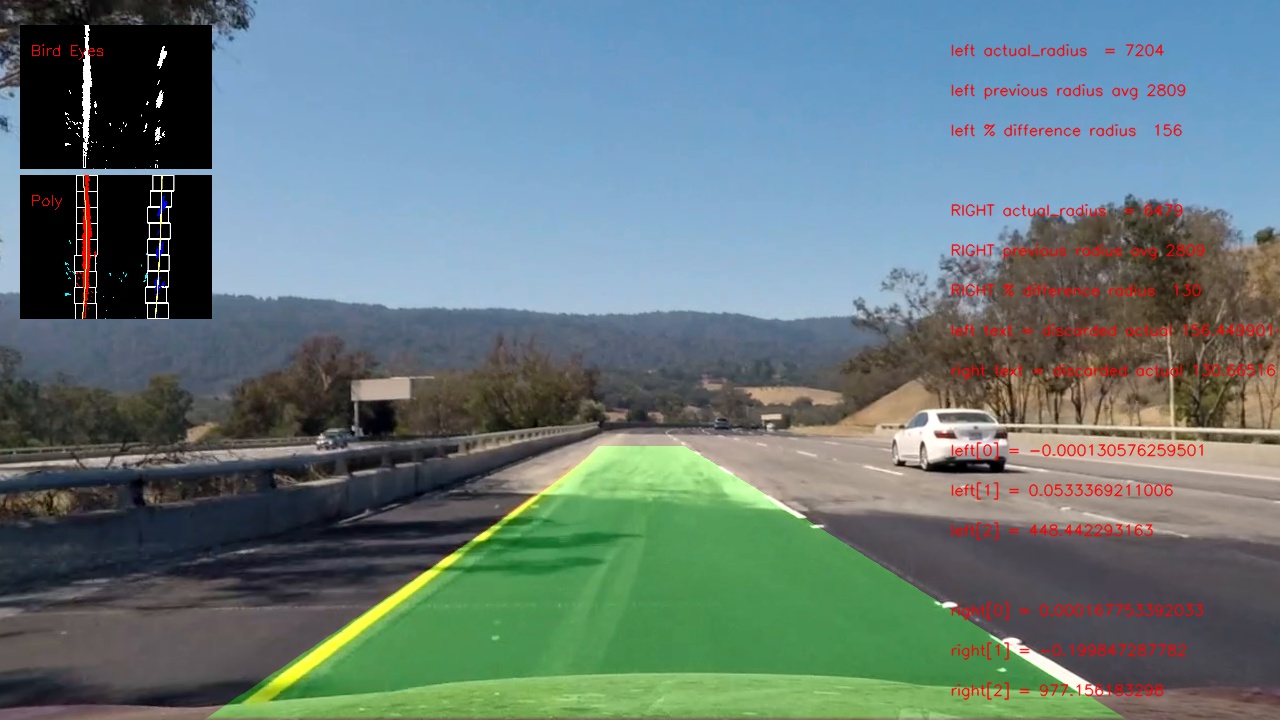 Bird Eyes
Poly
left actual_radius = 7204
left previous radius avg 2809
left % difference radius 156
RIGHT actual_radius = 6479
RIGHT previous radius avg 2809
RIGHT % difference radius 130
left text = discarded actual 156.449901
right text = discarded actual 130.66516
left[0] = -0.000130576259501
left[1] = 0.0533369211006
left[2] = 448.442293163
right[0] = 0.000167753392033
right[1] = -0.199847287782
right[2] = 977.156183298